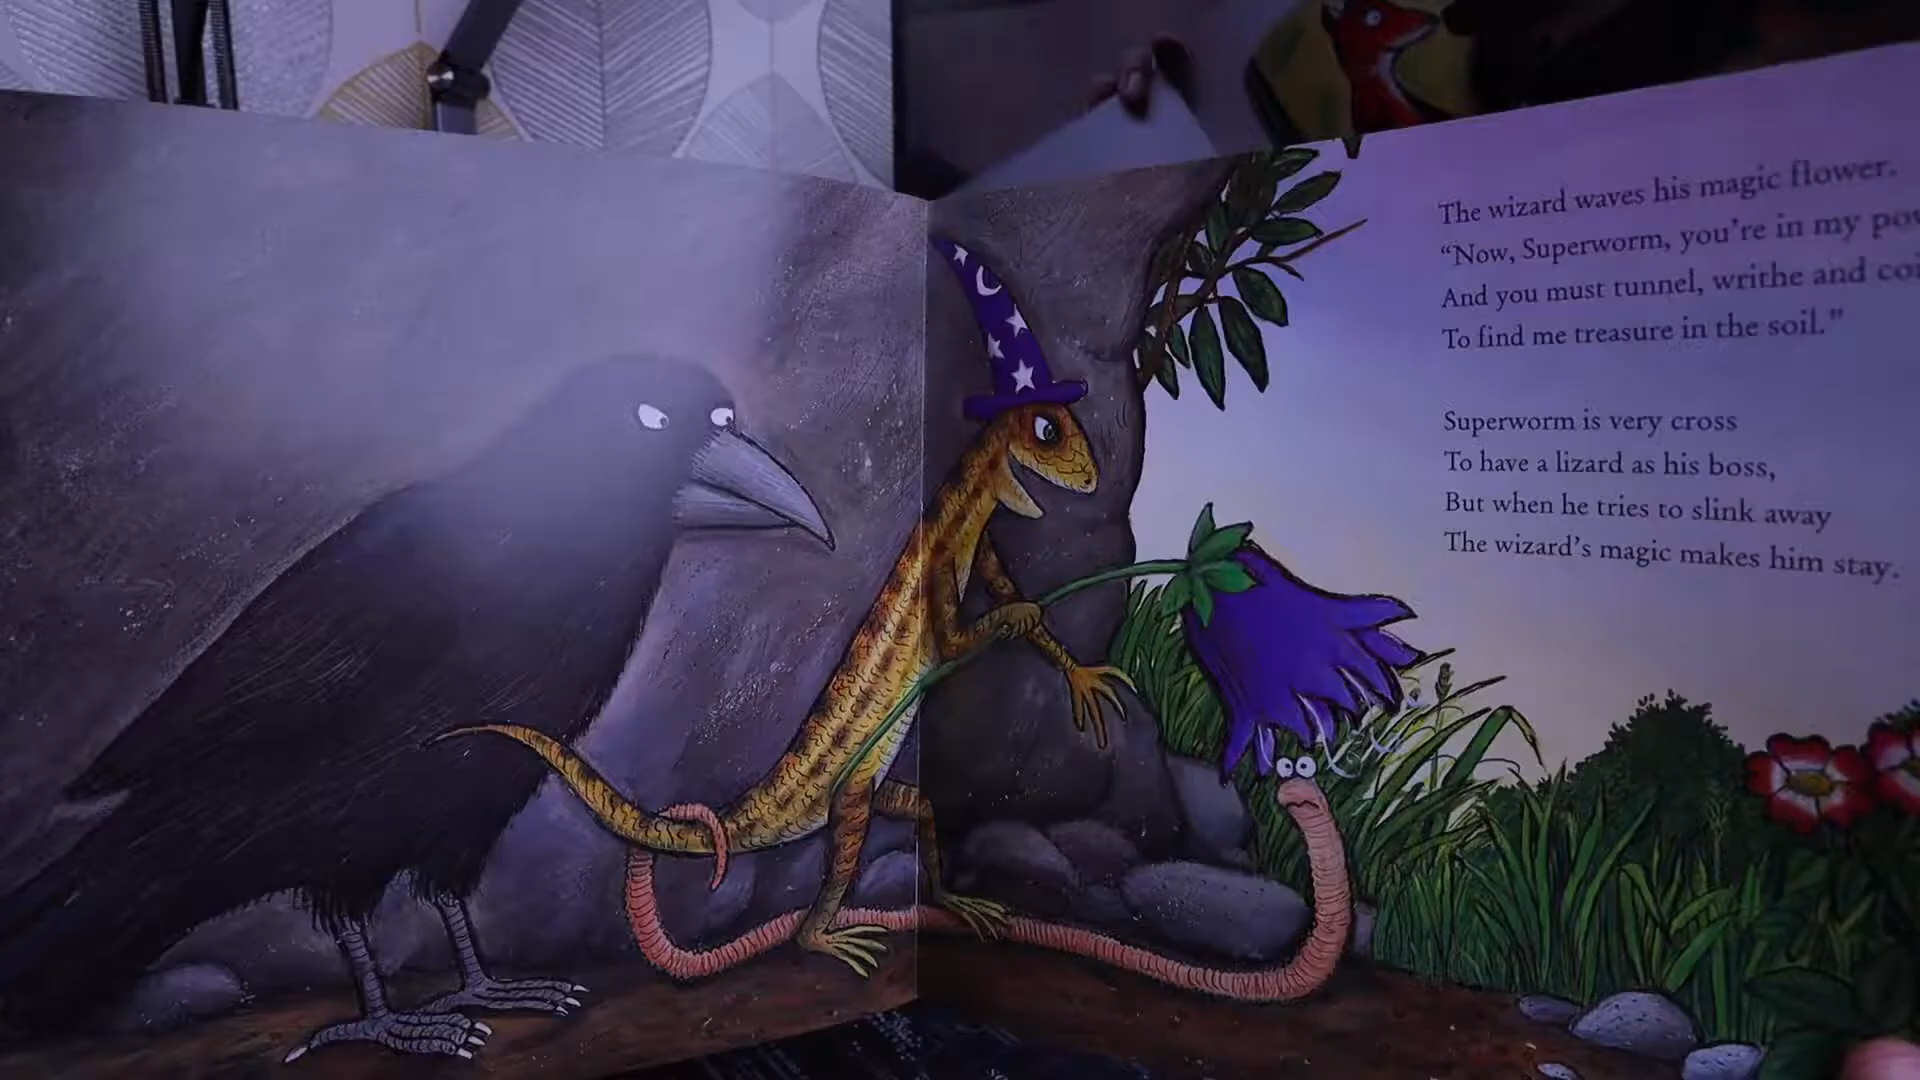 The wizard waves his magic flower.
“Now, Superworm, you’re in my
And you must tunnel, writhe and
To find me treasure in the soil.”
Superworm is very cross
To have a lizard as his boss,
But when he tries to slink away
The wizard’s magic makes him stay.